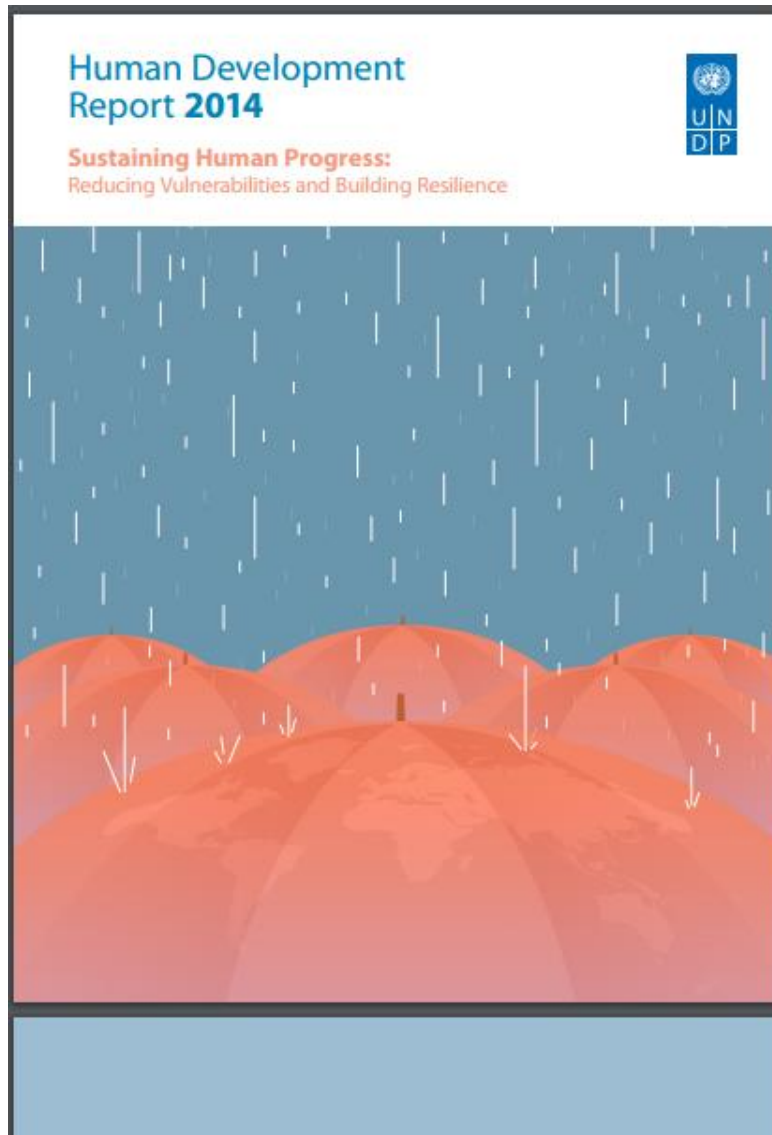 Human Development
Report 2014
Sustaining Human Progress:
Reducing Vulnerabilities and Building Resilience
U N
D P